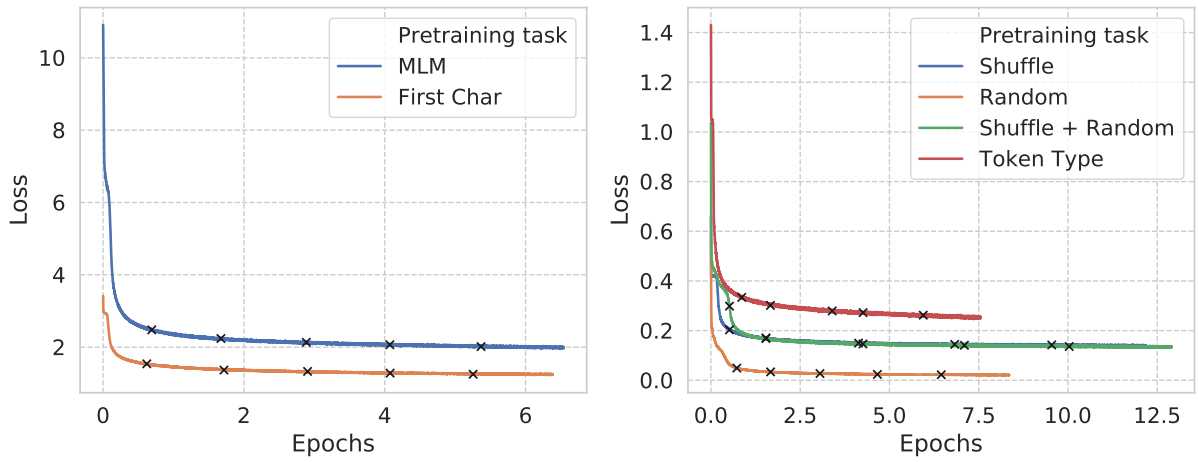 Pretraining task
MLM
First Char
10
8
6
4
2
0
2
4
6
Loss
Epochs
Pretraining task
Shuffle
Random
Shuffle + Random
Token Type
1.4
1.2
1.0
0.8
0.6
0.4
0.2
0.0
0.0
2.5
5.0
7.5
10.0
12.5
Loss
Epochs